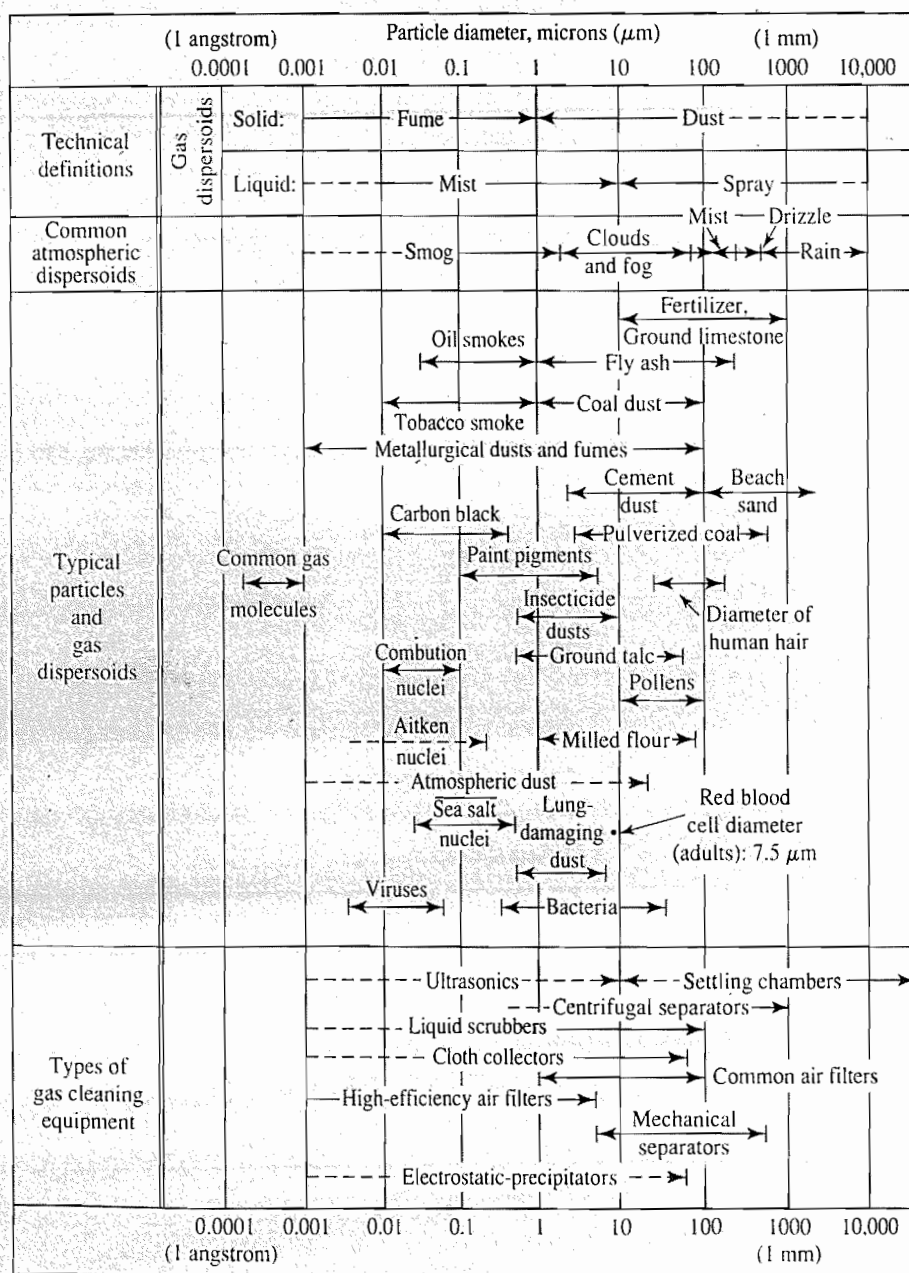 (1 angstrom) Particle diameter, microns (μm) (1 mm)
0.0001 0.001 0.01 0.1 1 10 100 1000 10,000
Technical
definitions
Gas
dispersoids
Solid: Fume Dust
Liquid: Mist Spray
Common
atmospheric
dispersoids
Mist Drizzle
Smog Clouds
and fog Rain
Typical
particles
and
gas
dispersoids
Fertilizer,
Ground limestone
Oil smokes
Fly ash
Coal dust
Tobacco smoke
Metallurgical dusts and fumes
Cement
dust
Beach
sand
Carbon black
Pulverized coal
Common gas
molecules
Paint pigments
Insecticide
dusts
Diameter of
human hair
Combution
nuclei
Ground talc
Pollens
Aitken
nuclei
Milled flour
Atmospheric dust
Sea salt
nuclei
Lung-
damaging
dust
Red blood
cell diameter
(adults): 7.5 μm
Viruses
Bacteria
Types of
gas cleaning
equipment
Ultrasonics Settling chambers
Centrifugal separators
Liquid scrubbers
Cloth collectors
Common air filters
High-efficiency air filters
Mechanical
separators
Electrostatic-precipitators
0.0001 0.001 0.01 0.1 1 10 100 1000 10.000
(1 angstrom) (1 mm)